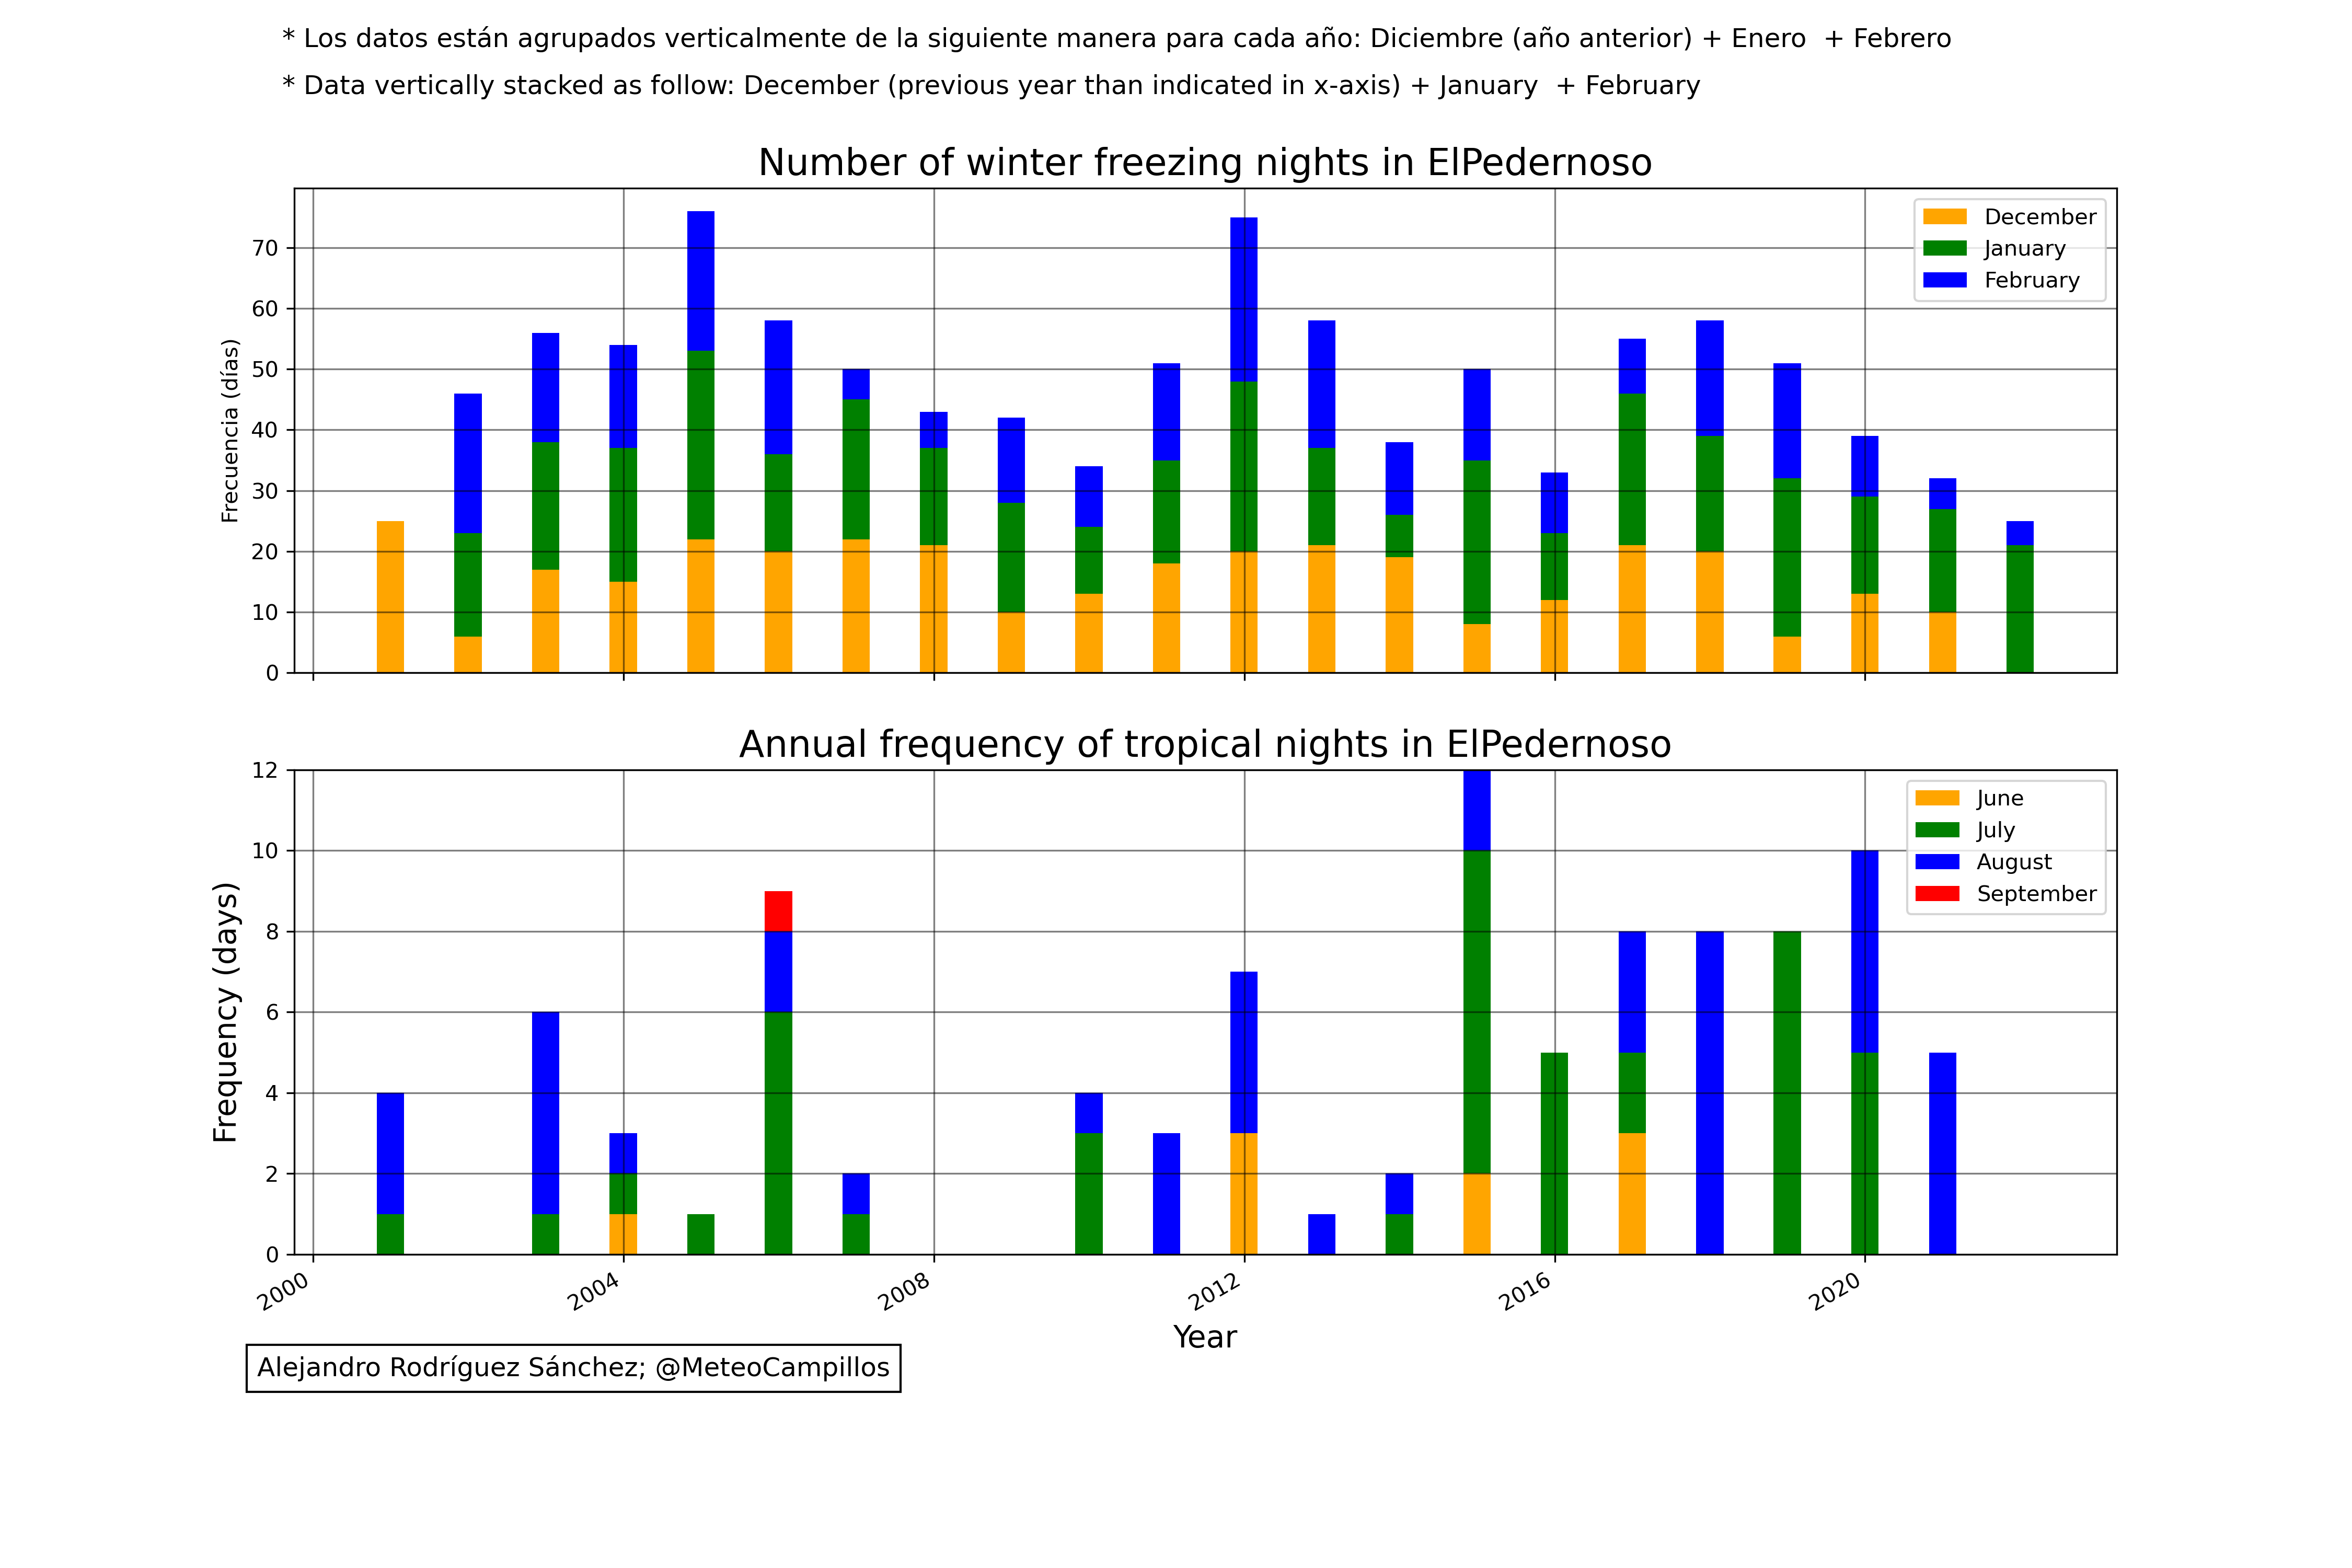 * Los datos están agrupados verticalmente de la siguiente manera para cada año: Diciembre (año anterior) + Enero  + Febrero
* Data vertically stacked as follow: December (previous year than indicated in x-axis) + January  + February
Number of winter freezing nights in ElPedernoso
Frecuencia (días)
70
60
50
40
30
20
10
0
December
January
February
Annual frequency of tropical nights in ElPedernoso
Frequency (days)
12
10
8
6
4
2
0
June
July
August
September
2000
2004
2008
2012
2016
2020
Year
Alejandro Rodríguez Sánchez; @MeteoCampillos